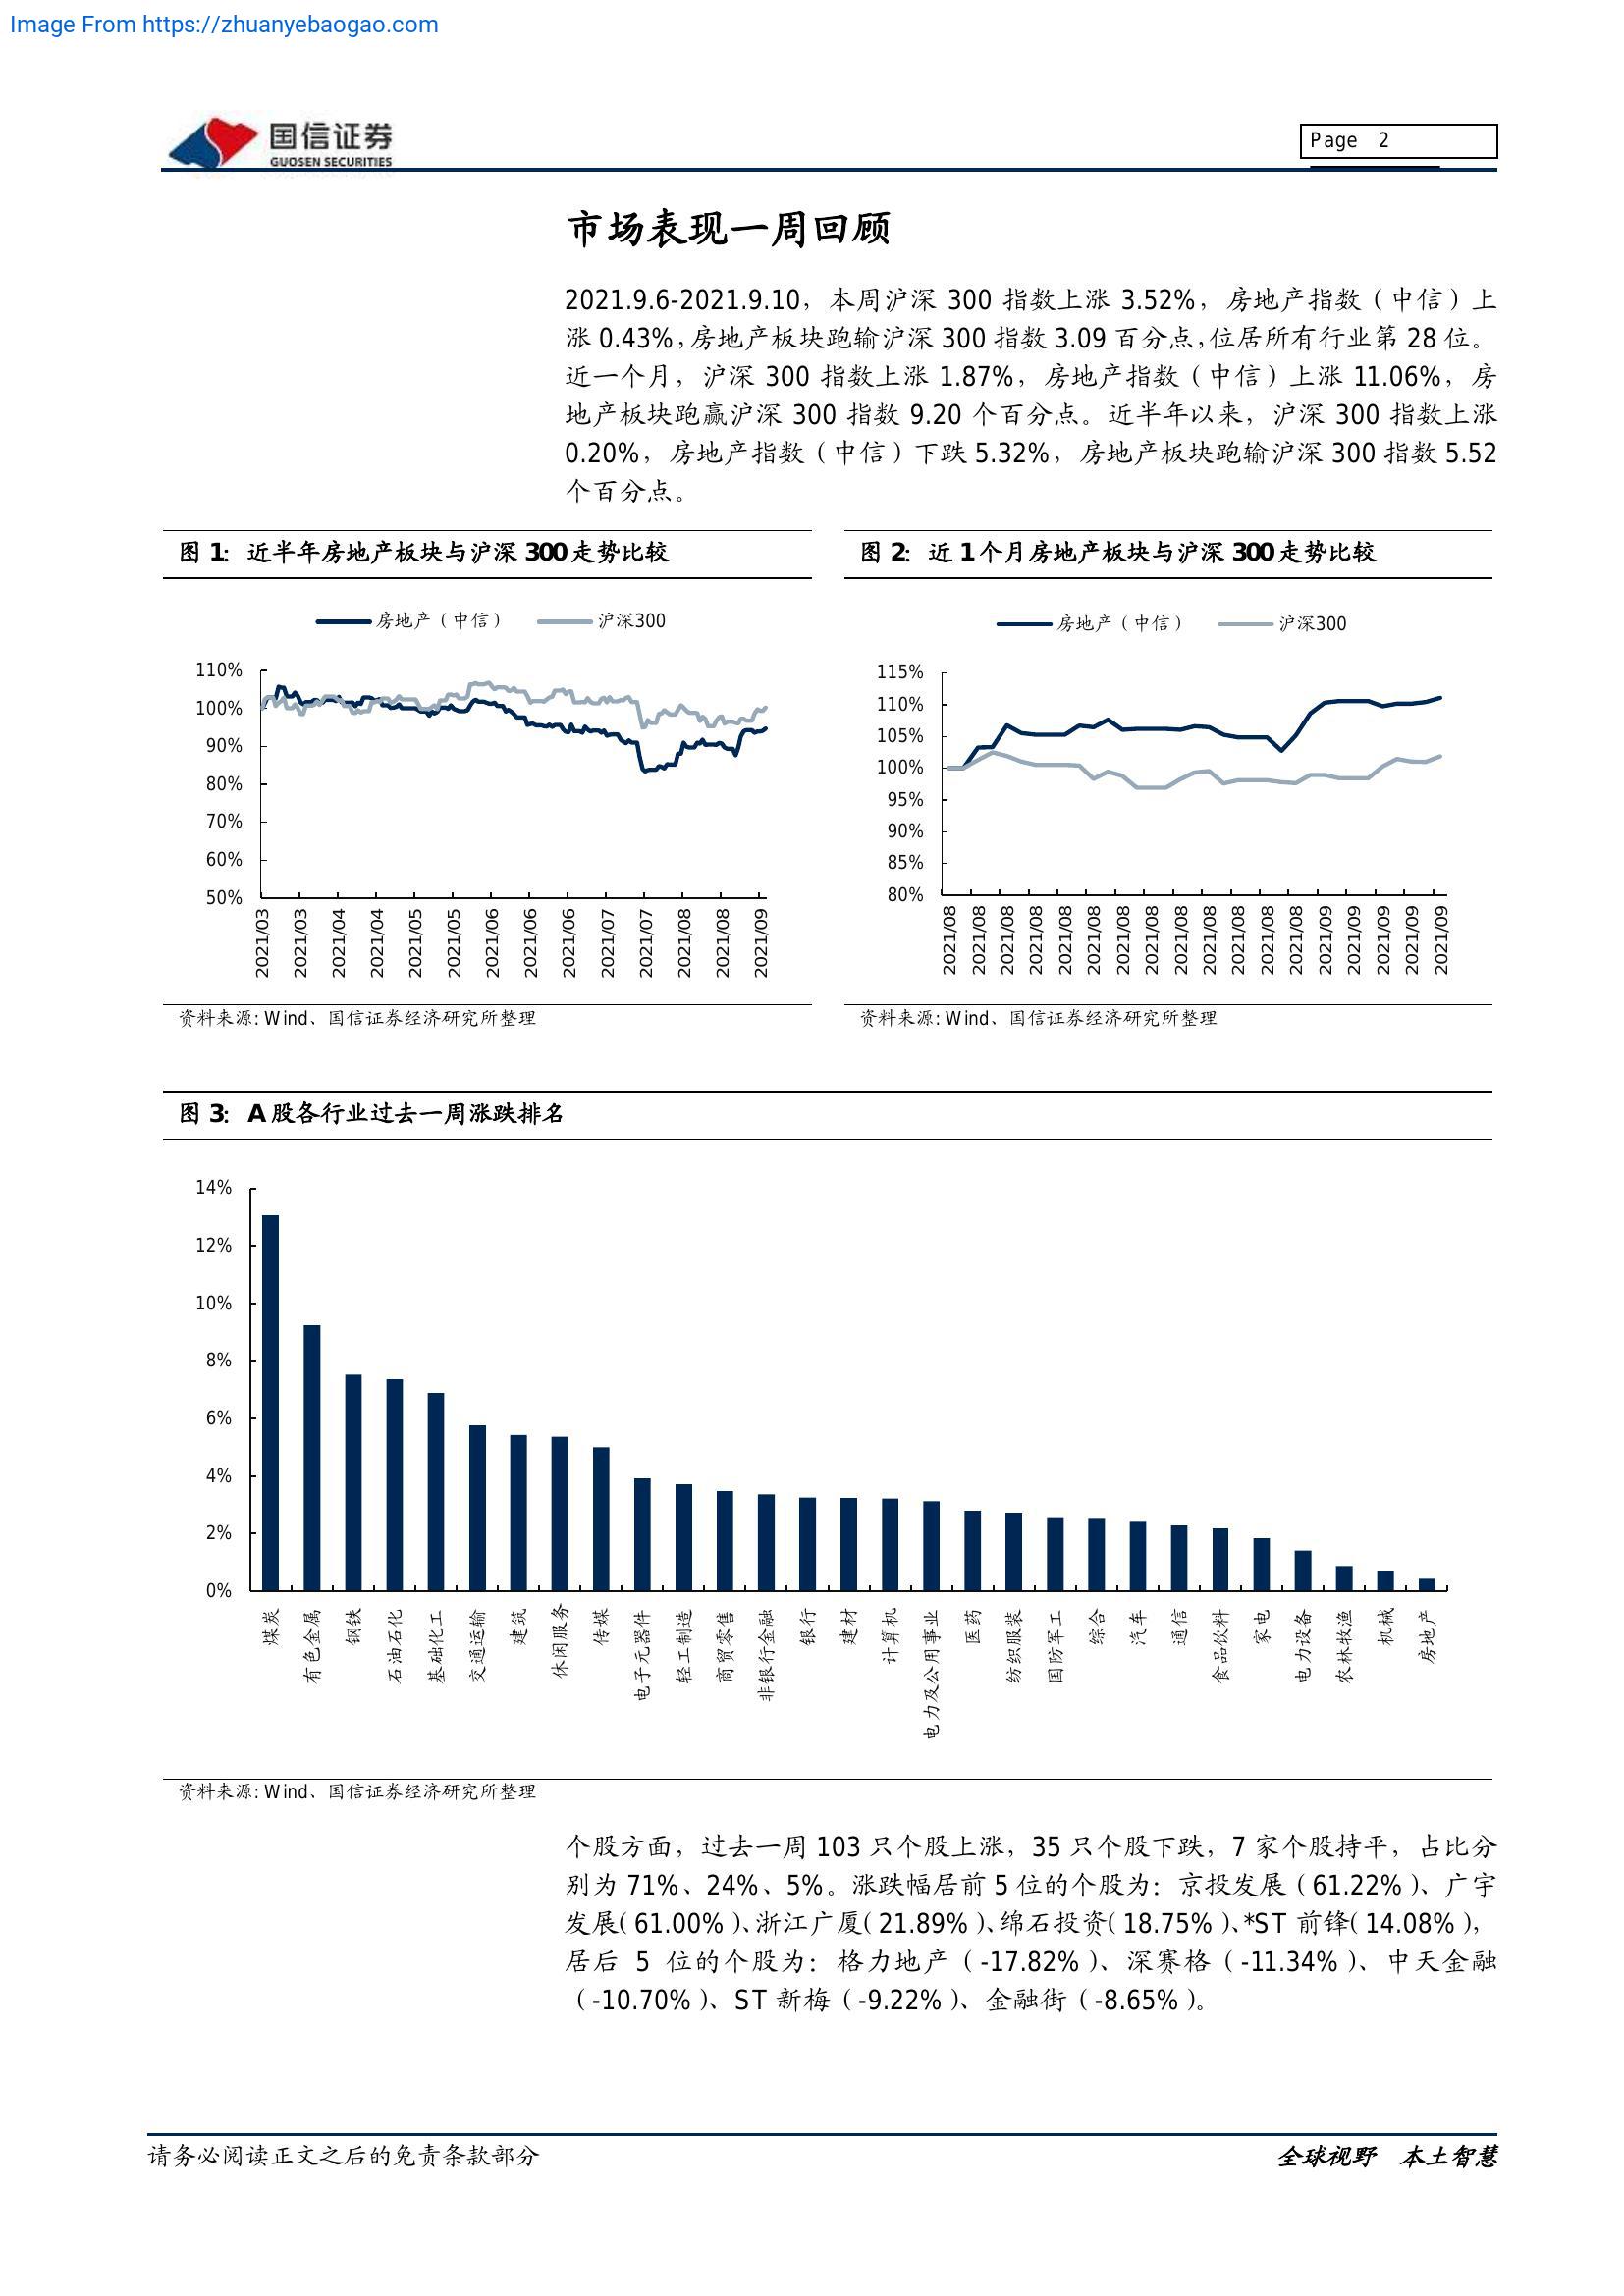 Image From https://zhuanyebaogao.com
国信证券
GUOSEN SECURITIES
Page 2
市场表现一周回顾
2021.9.6-2021.9.10，本周沪深 300 指数上涨 3.52%，房地产指数（中信）上
涨 0.43%，房地产板块跑输沪深 300 指数 3.09 百分点，位居所有行业第 28 位。
近一个月，沪深 300 指数上涨 1.87%，房地产指数（中信）上涨 11.06%，房
地产板块跑赢沪深 300 指数 9.20 个百分点。近半年以来，沪深 300 指数上涨
0.20%，房地产指数（中信）下跌 5.32%，房地产板块跑输沪深 300 指数 5.52
个百分点。
图 1：近半年房地产板块与沪深 300 走势比较
房地产（中信）
沪深300
110%
100%
90%
80%
70%
60%
50%
2021/03
2021/03
2021/04
2021/04
2021/05
2021/05
2021/06
2021/06
2021/06
2021/07
2021/07
2021/08
2021/08
2021/09
资料来源: Wind、国信证券经济研究所整理
图 2：近 1 个月房地产板块与沪深 300 走势比较
房地产（中信）
沪深300
115%
110%
105%
100%
95%
90%
85%
80%
2021/08
2021/08
2021/08
2021/08
2021/08
2021/08
2021/08
2021/08
2021/08
2021/08
2021/08
2021/08
2021/08
2021/09
2021/09
2021/09
2021/09
2021/09
资料来源: Wind、国信证券经济研究所整理
图 3：A 股各行业过去一周涨跌排名
14%
12%
10%
8%
6%
4%
2%
0%
煤炭
有色金属
钢铁
石油石化
基础化工
交通运输
建筑
休闲服务
传媒
电子元器件
轻工制造
商贸零售
非银行金融
银行
建材
计算机
电力及公用事业
医药
纺织服装
国防军工
综合
汽车
通信
食品饮料
家电
电力设备
农林牧渔
机械
房地产
资料来源: Wind、国信证券经济研究所整理
个股方面，过去一周 103 只个股上涨，35 只个股下跌，7 家个股持平，占比分
别为 71%、24%、5%。涨跌幅居前 5 位的个股为：京投发展（61.22%）、广宇
发展（61.00%）、浙江广厦（21.89%）、绵石投资（18.75%）、*ST 前锋（14.08%），
居后 5 位的个股为：格力地产（-17.82%）、深赛格（-11.34%）、中天金融
（-10.70%）、ST 新梅（-9.22%）、金融街（-8.65%）。
请务必阅读正文之后的免责条款部分
全球视野 本土智慧